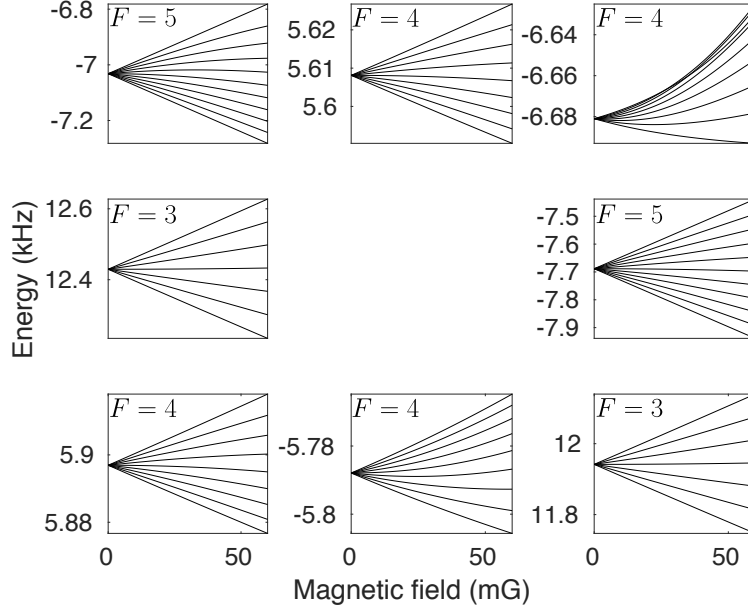 -6.8
-7
-7.2
F = 5
5.62
5.61
5.6
F = 4
-6.64
-6.66
-6.68
F = 4
Energy (kHz)
12.6
12.4
F = 3
-7.5
-7.6
-7.7
-7.8
-7.9
F = 5
5.9
5.88
F = 4
-5.78
-5.8
F = 4
12
11.8
F = 3
0 50 0 50 0 50
Magnetic field (mG)